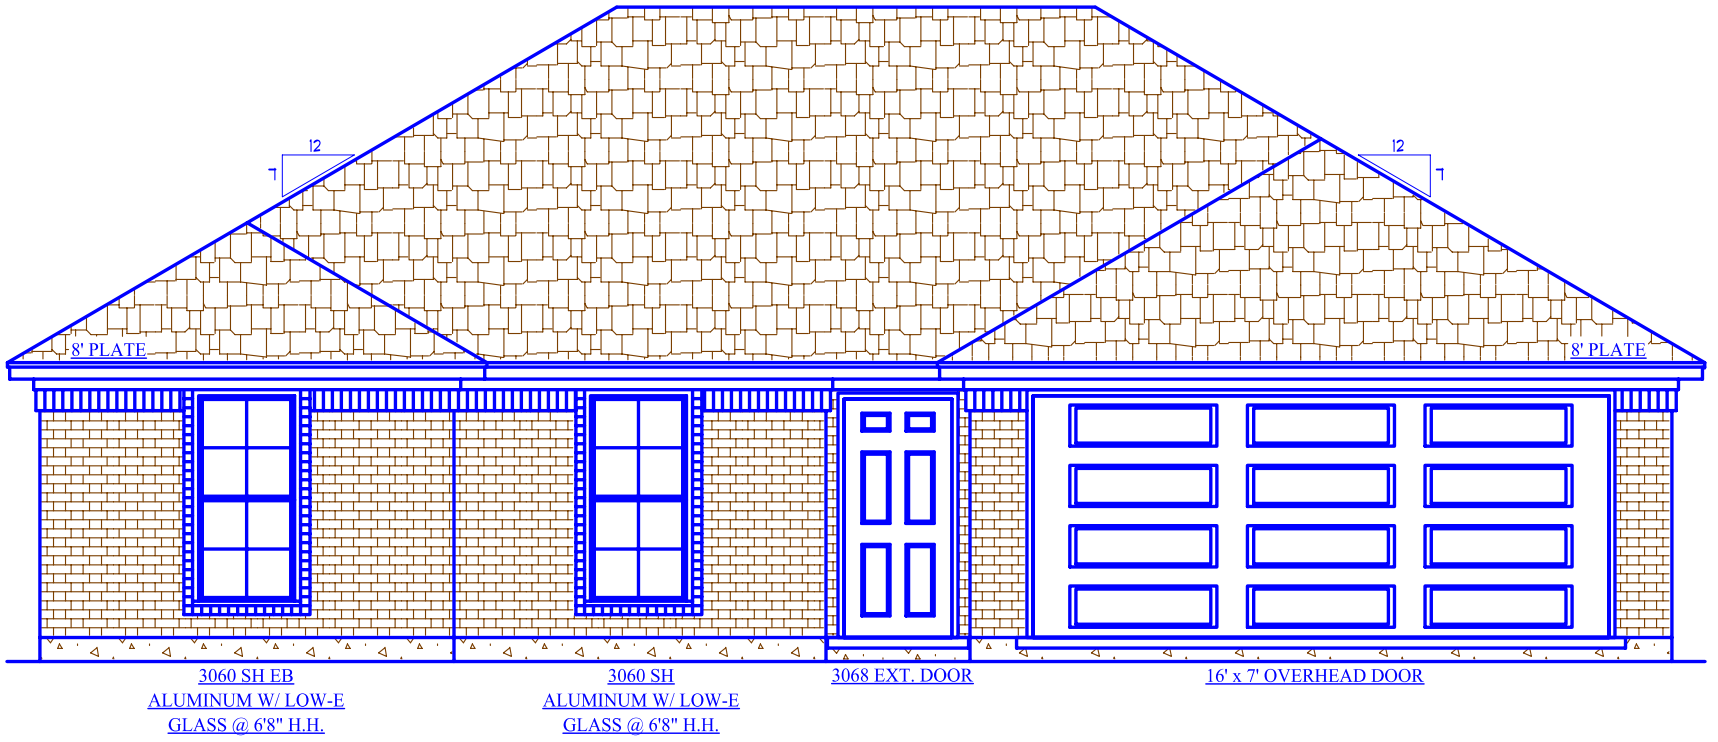 12
7
12
7
8' PLATE
8' PLATE
3060 SH EB
ALUMINUM W/ LOW-E
GLASS @ 6'8" H.H.
3060 SH
ALUMINUM W/ LOW-E
GLASS @ 6'8" H.H.
3068 EXT. DOOR
16' x 7' OVERHEAD DOOR